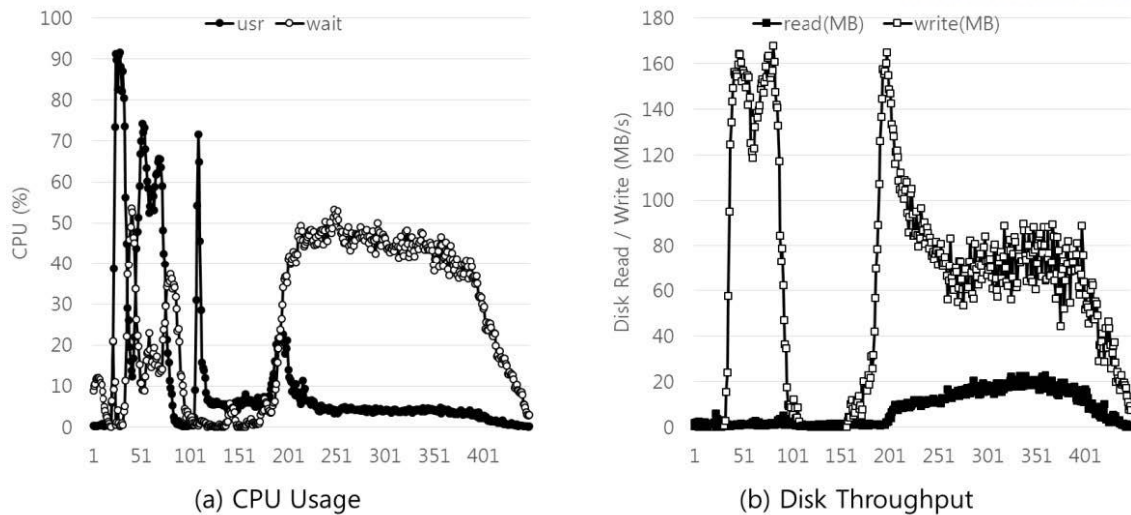 usr wait
CPU (%)
100
90
80
70
60
50
40
30
20
10
0
1 51 101 151 201 251 301 351 401
(a) CPU Usage
read(MB) write(MB)
Disk Read / Write (MB/s)
180
160
140
120
100
80
60
40
20
0
1 51 101 151 201 251 301 351 401
(b) Disk Throughput